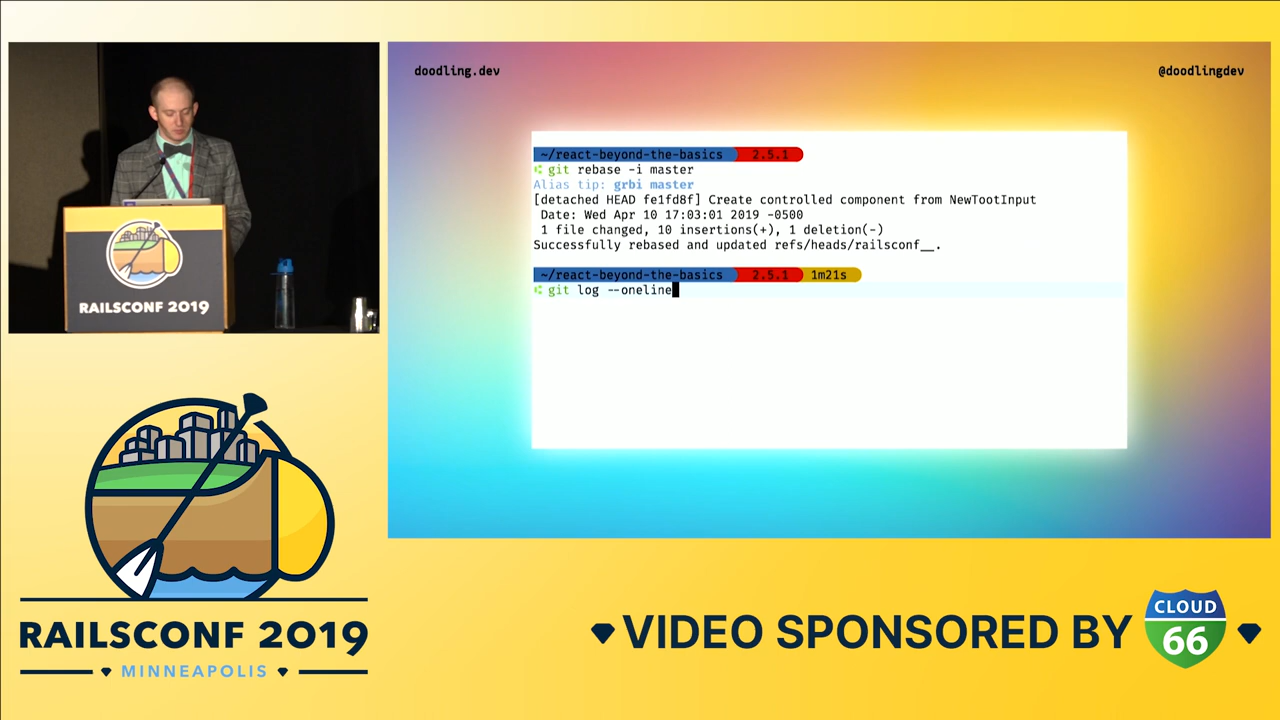 doodling.dev
@doodlingdev
~/react-beyond-the-basics 2.5.1
git rebase -i master
Alias tip: grbi master
[detached HEAD fe1fd8f] Create controlled component from NewTootInput
Date: Wed Apr 10 17:03:01 2019 -0500
1 file changed, 10 insertions(+), 1 deletion(-)
Successfully rebased and updated refs/heads/railsconf__.
~/react-beyond-the-basics 2.5.1 1m21s
git log --oneline
RAILSCONF 2019
RAILSCONF 2019
MINNEAPOLIS
VIDEO SPONSORED BY
CLOUD
66